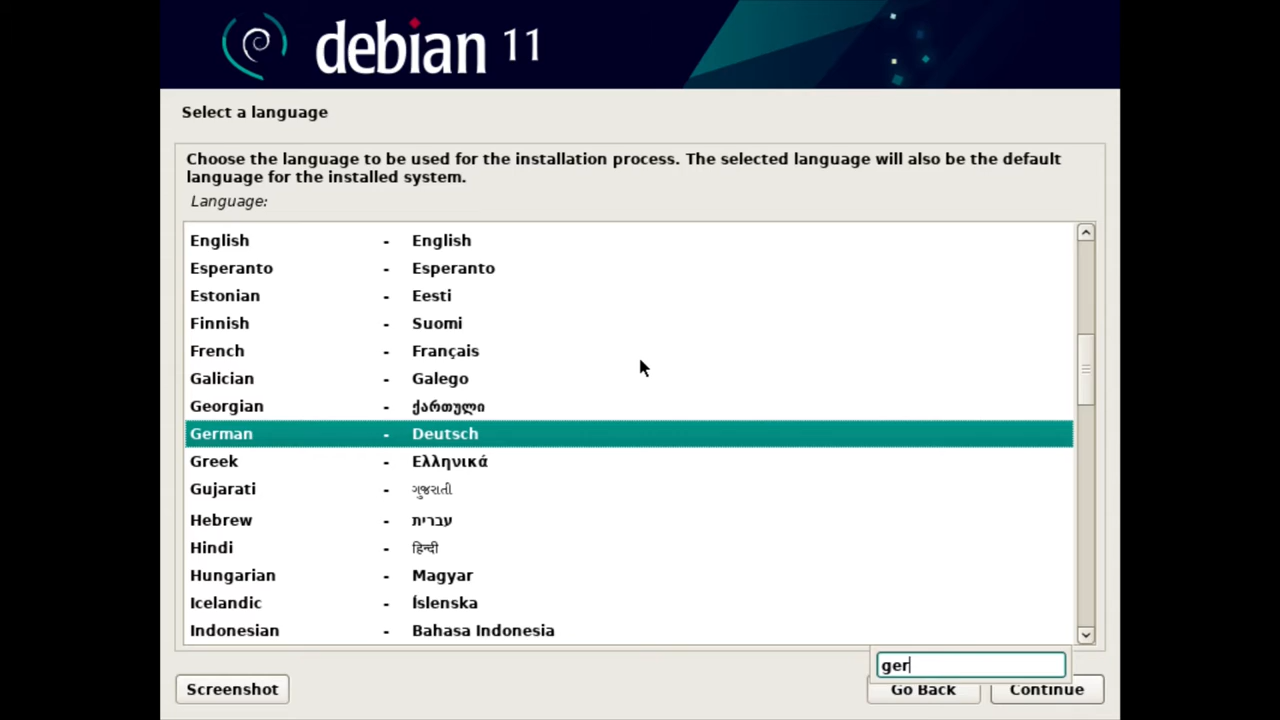 debian 11
Select a language
Choose the language to be used for the installation process. The selected language will also be the default
language for the installed system.
Language:
English - English
Esperanto - Esperanto
Estonian - Eesti
Finnish - Suomi
French - Français
Galician - Galego
Georgian - ქართული
German - Deutsch
Greek - Ελληνικά
Gujarati - ગુજરાતી
Hebrew - עברית
Hindi - हिन्दी
Hungarian - Magyar
Icelandic - Íslenska
Indonesian - Bahasa Indonesia
ger
Screenshot Go Back Continue